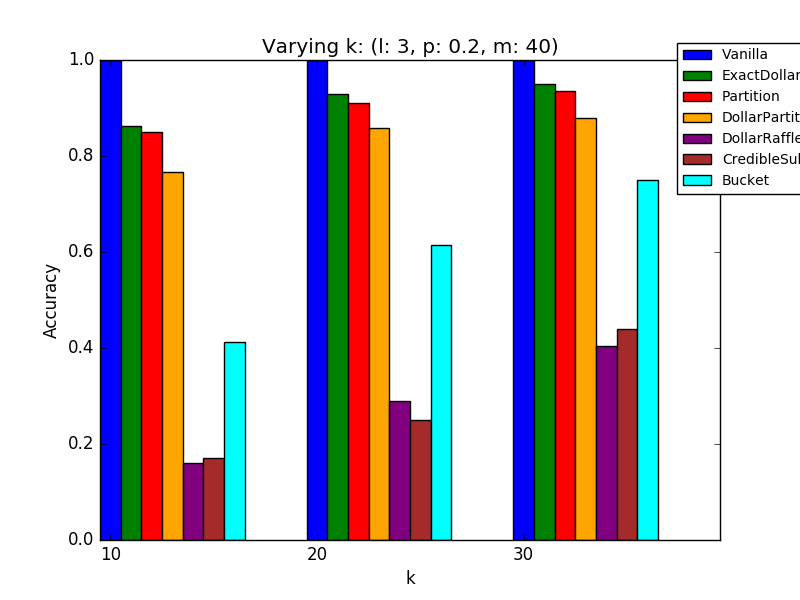 Varying k: (l: 3, p: 0.2, m: 40)
Vanilla
ExactDollar
Partition
DollarPartit
DollarRaffle
CredibleSu
Bucket
1.0
0.8
0.6
0.4
0.2
0.0
Accuracy
10 20 30
k